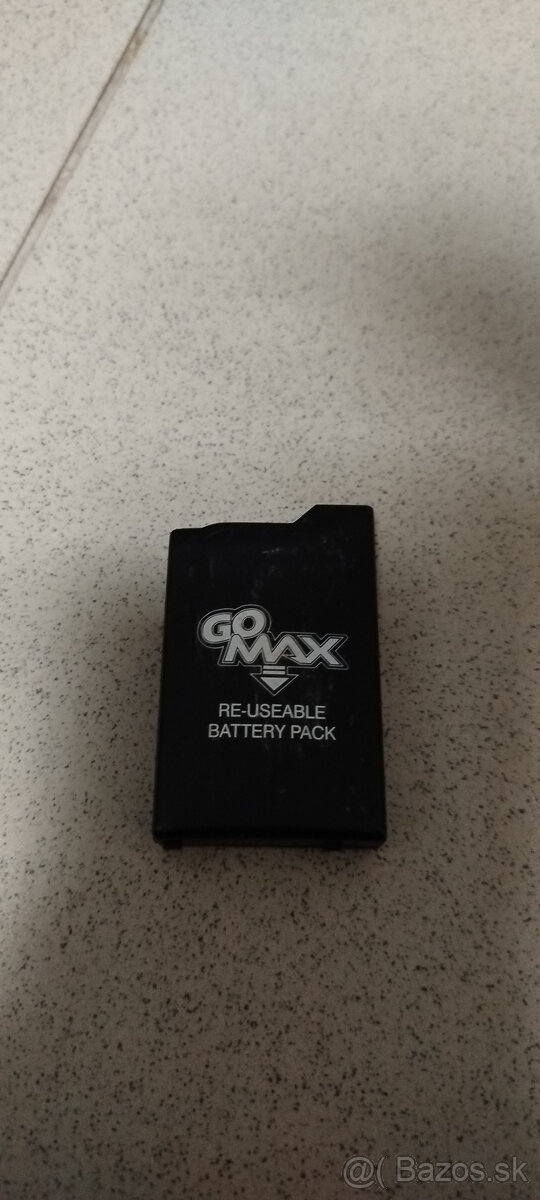 GO
MAX
RE-USEABLE
BATTERY PACK
@( Bazos.sk